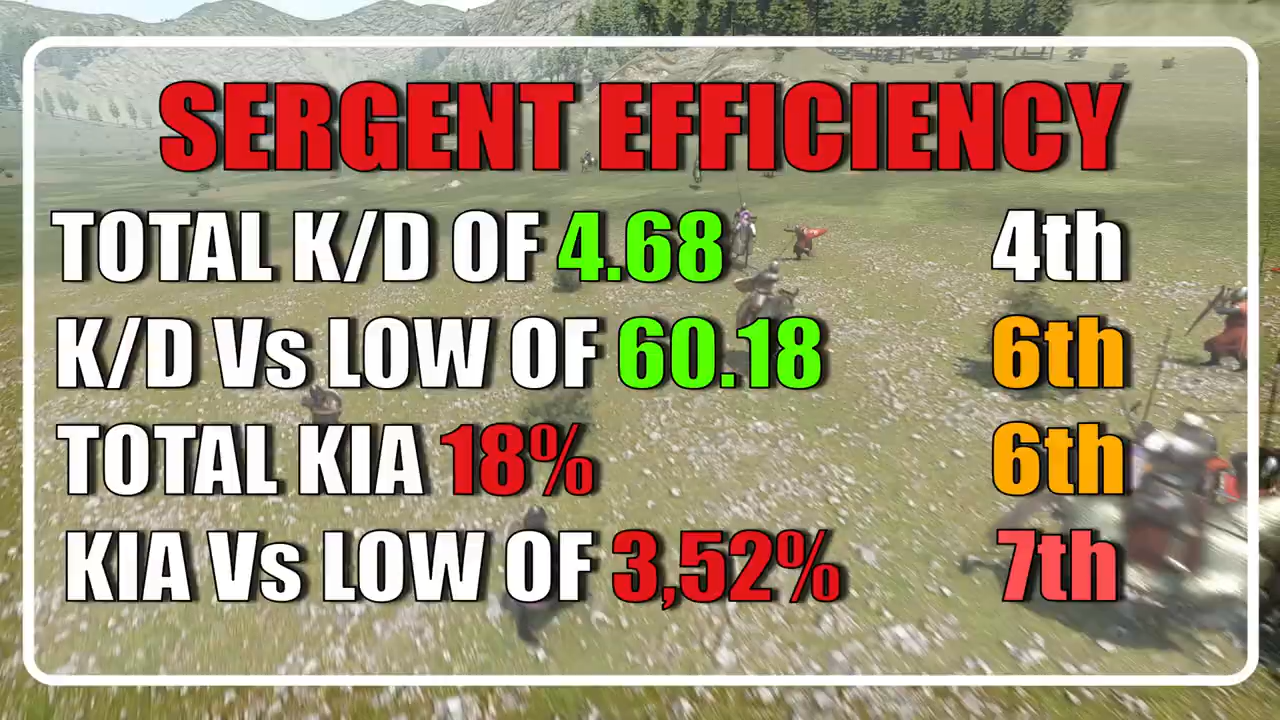 SERGENT EFFICIENCY
TOTAL K/D OF 4.68 4th
K/D Vs LOW OF 60.18 6th
TOTAL KIA 18% 6th
KIA Vs LOW OF 3,52% 7th